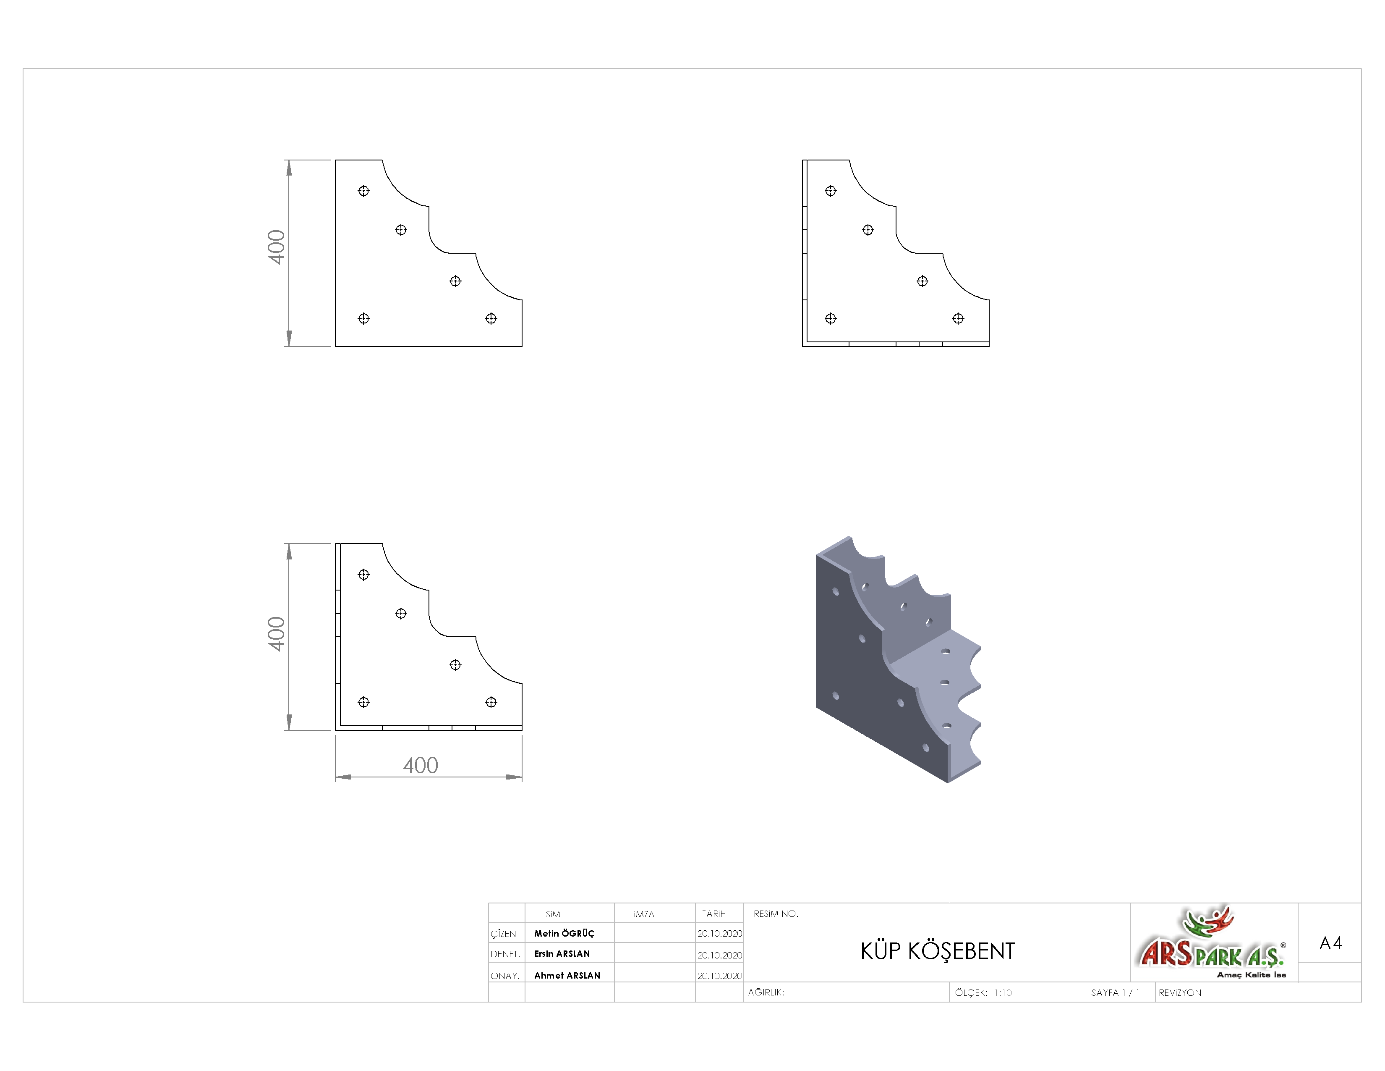 400
400
400
İSİM
İMZA
TARİH
RESİM NO.
ÇİZEN
Metin ÖGRÜÇ
20.10.2020
DENET.
Ersin ARSLAN
20.10.2020
ONAY.
Ahmet ARSLAN
20.10.2020
KÜP KÖŞEBENT
ARSPARK A.Ş.®
Amaç Kalite ise
A4
AĞIRLIK:
ÖLÇEK: 1:10
SAYFA 1 / 1
REVİZYON